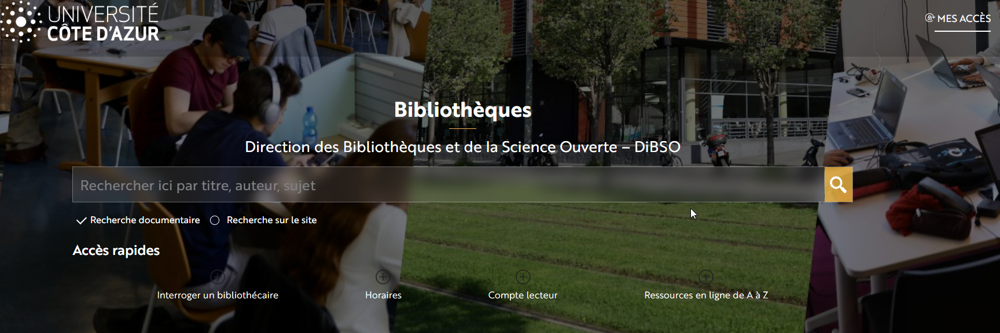 UNIVERSITÉ
CÔTE D'AZUR
MES ACCÈS
Bibliothèques
Direction des Bibliothèques et de la Science Ouverte – DiBSO
Rechercher ici par titre, auteur, sujet
Recherche documentaire Recherche sur le site
Accès rapides
Interroger un bibliothécaire Horaires Compte lecteur Ressources en ligne de A à Z